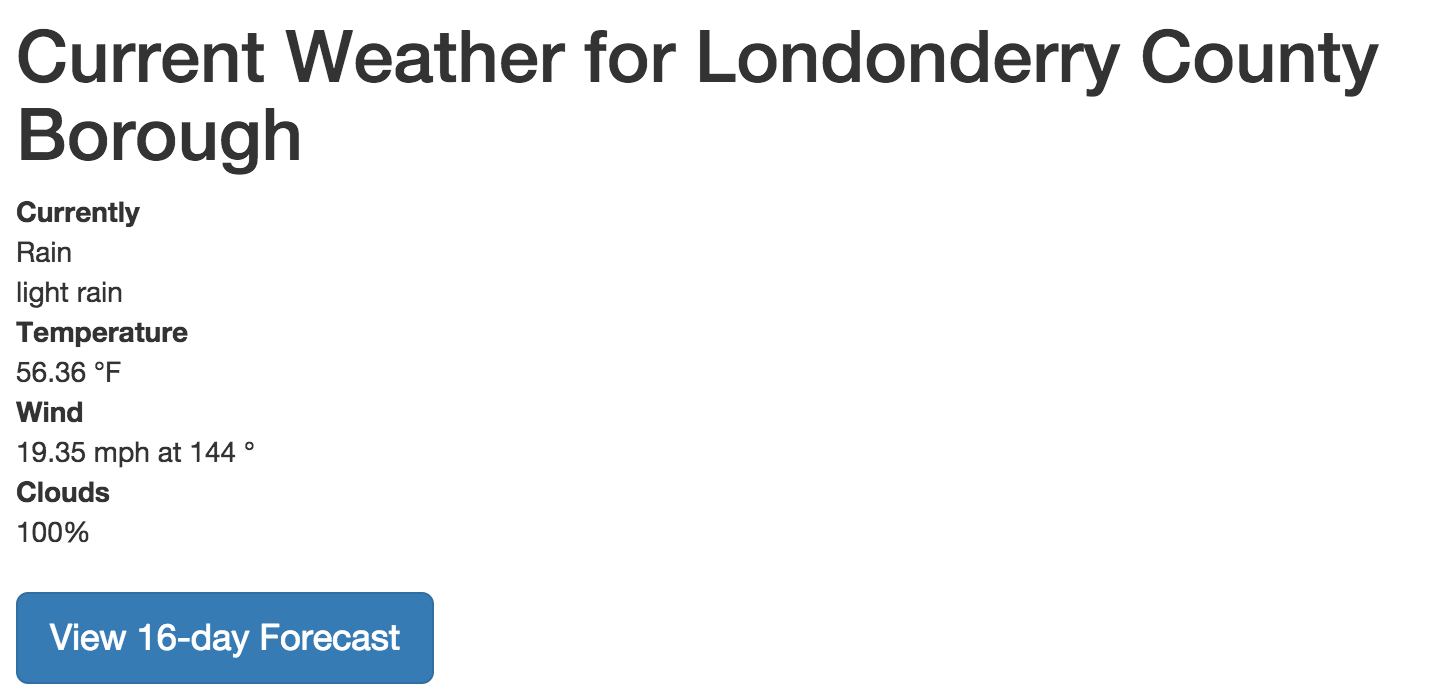 Current Weather for Londonderry County
Borough
Currently
Rain
light rain
Temperature
56.36 °F
Wind
19.35 mph at 144 °
Clouds
100%
View 16-day Forecast